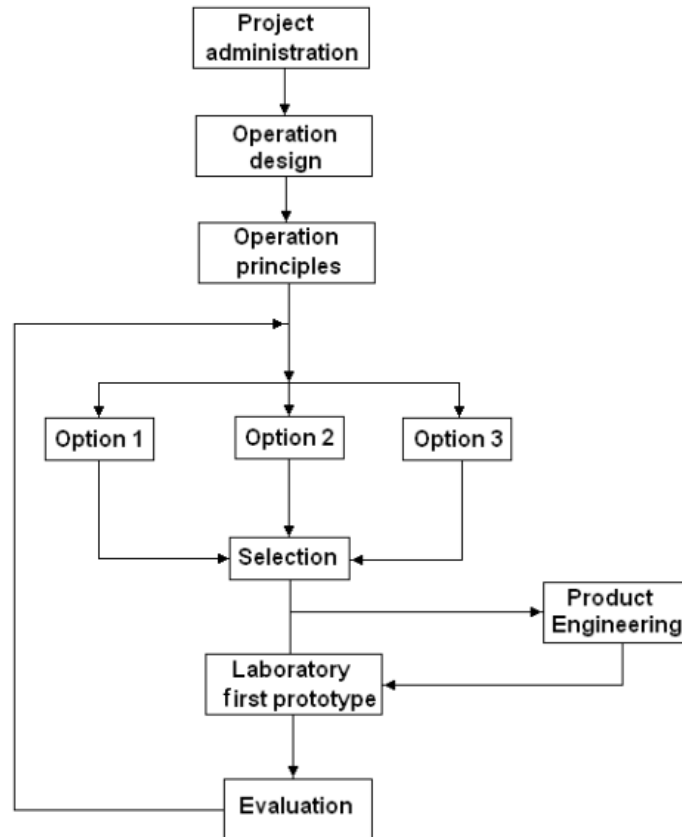 Project
administration
Operation
design
Operation
principles
Option 1
Option 2
Option 3
Selection
Product
Engineering
Laboratory
first prototype
Evaluation